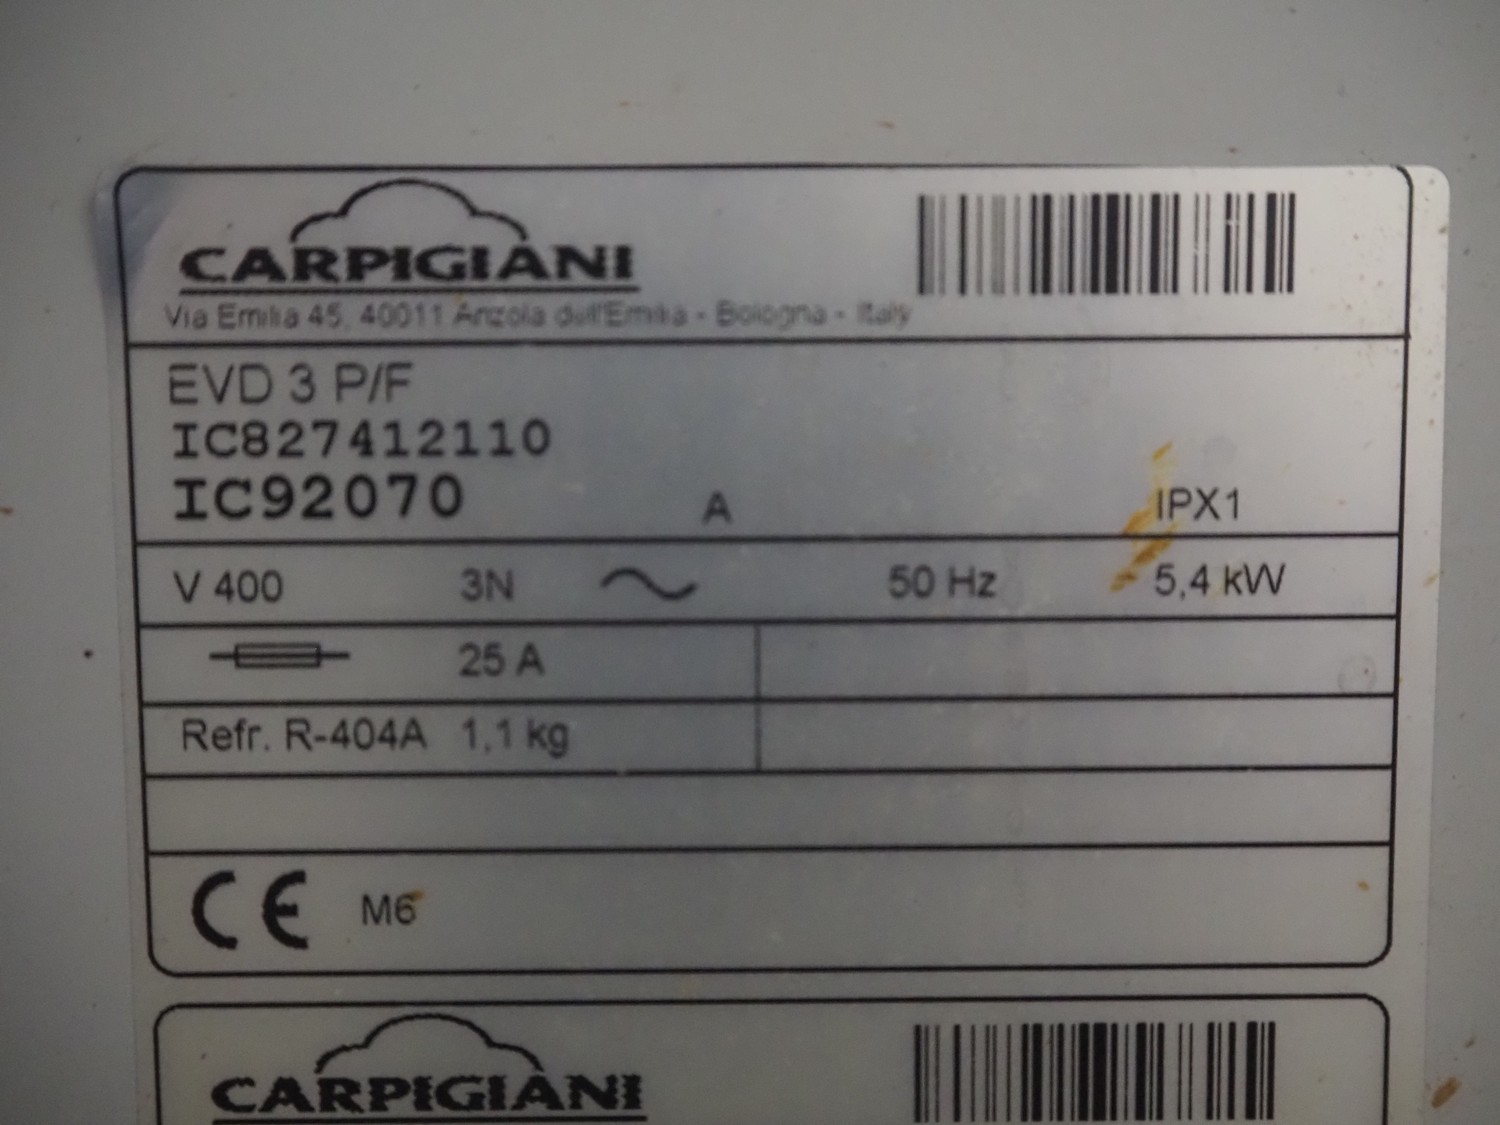 CARPIGIANI
Via Emilia 45, 40011 Anzola dell'Emilia - Bologna - Italy
EVD 3 P/F
IC827412110
IC92070 A IPX1
V 400 3N 50 Hz 5,4 kW
25 A
Refr. R-404A 1,1 kg
CE M6
CARPIGIANI